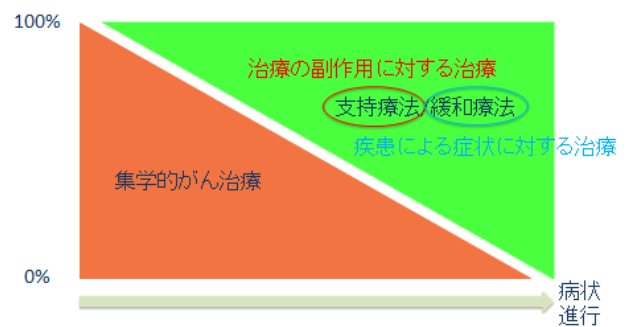 100%
治療の副作用に対する治療
支持療法/緩和療法
疾患による症状に対する治療
集学的がん治療
0%
病状
進行